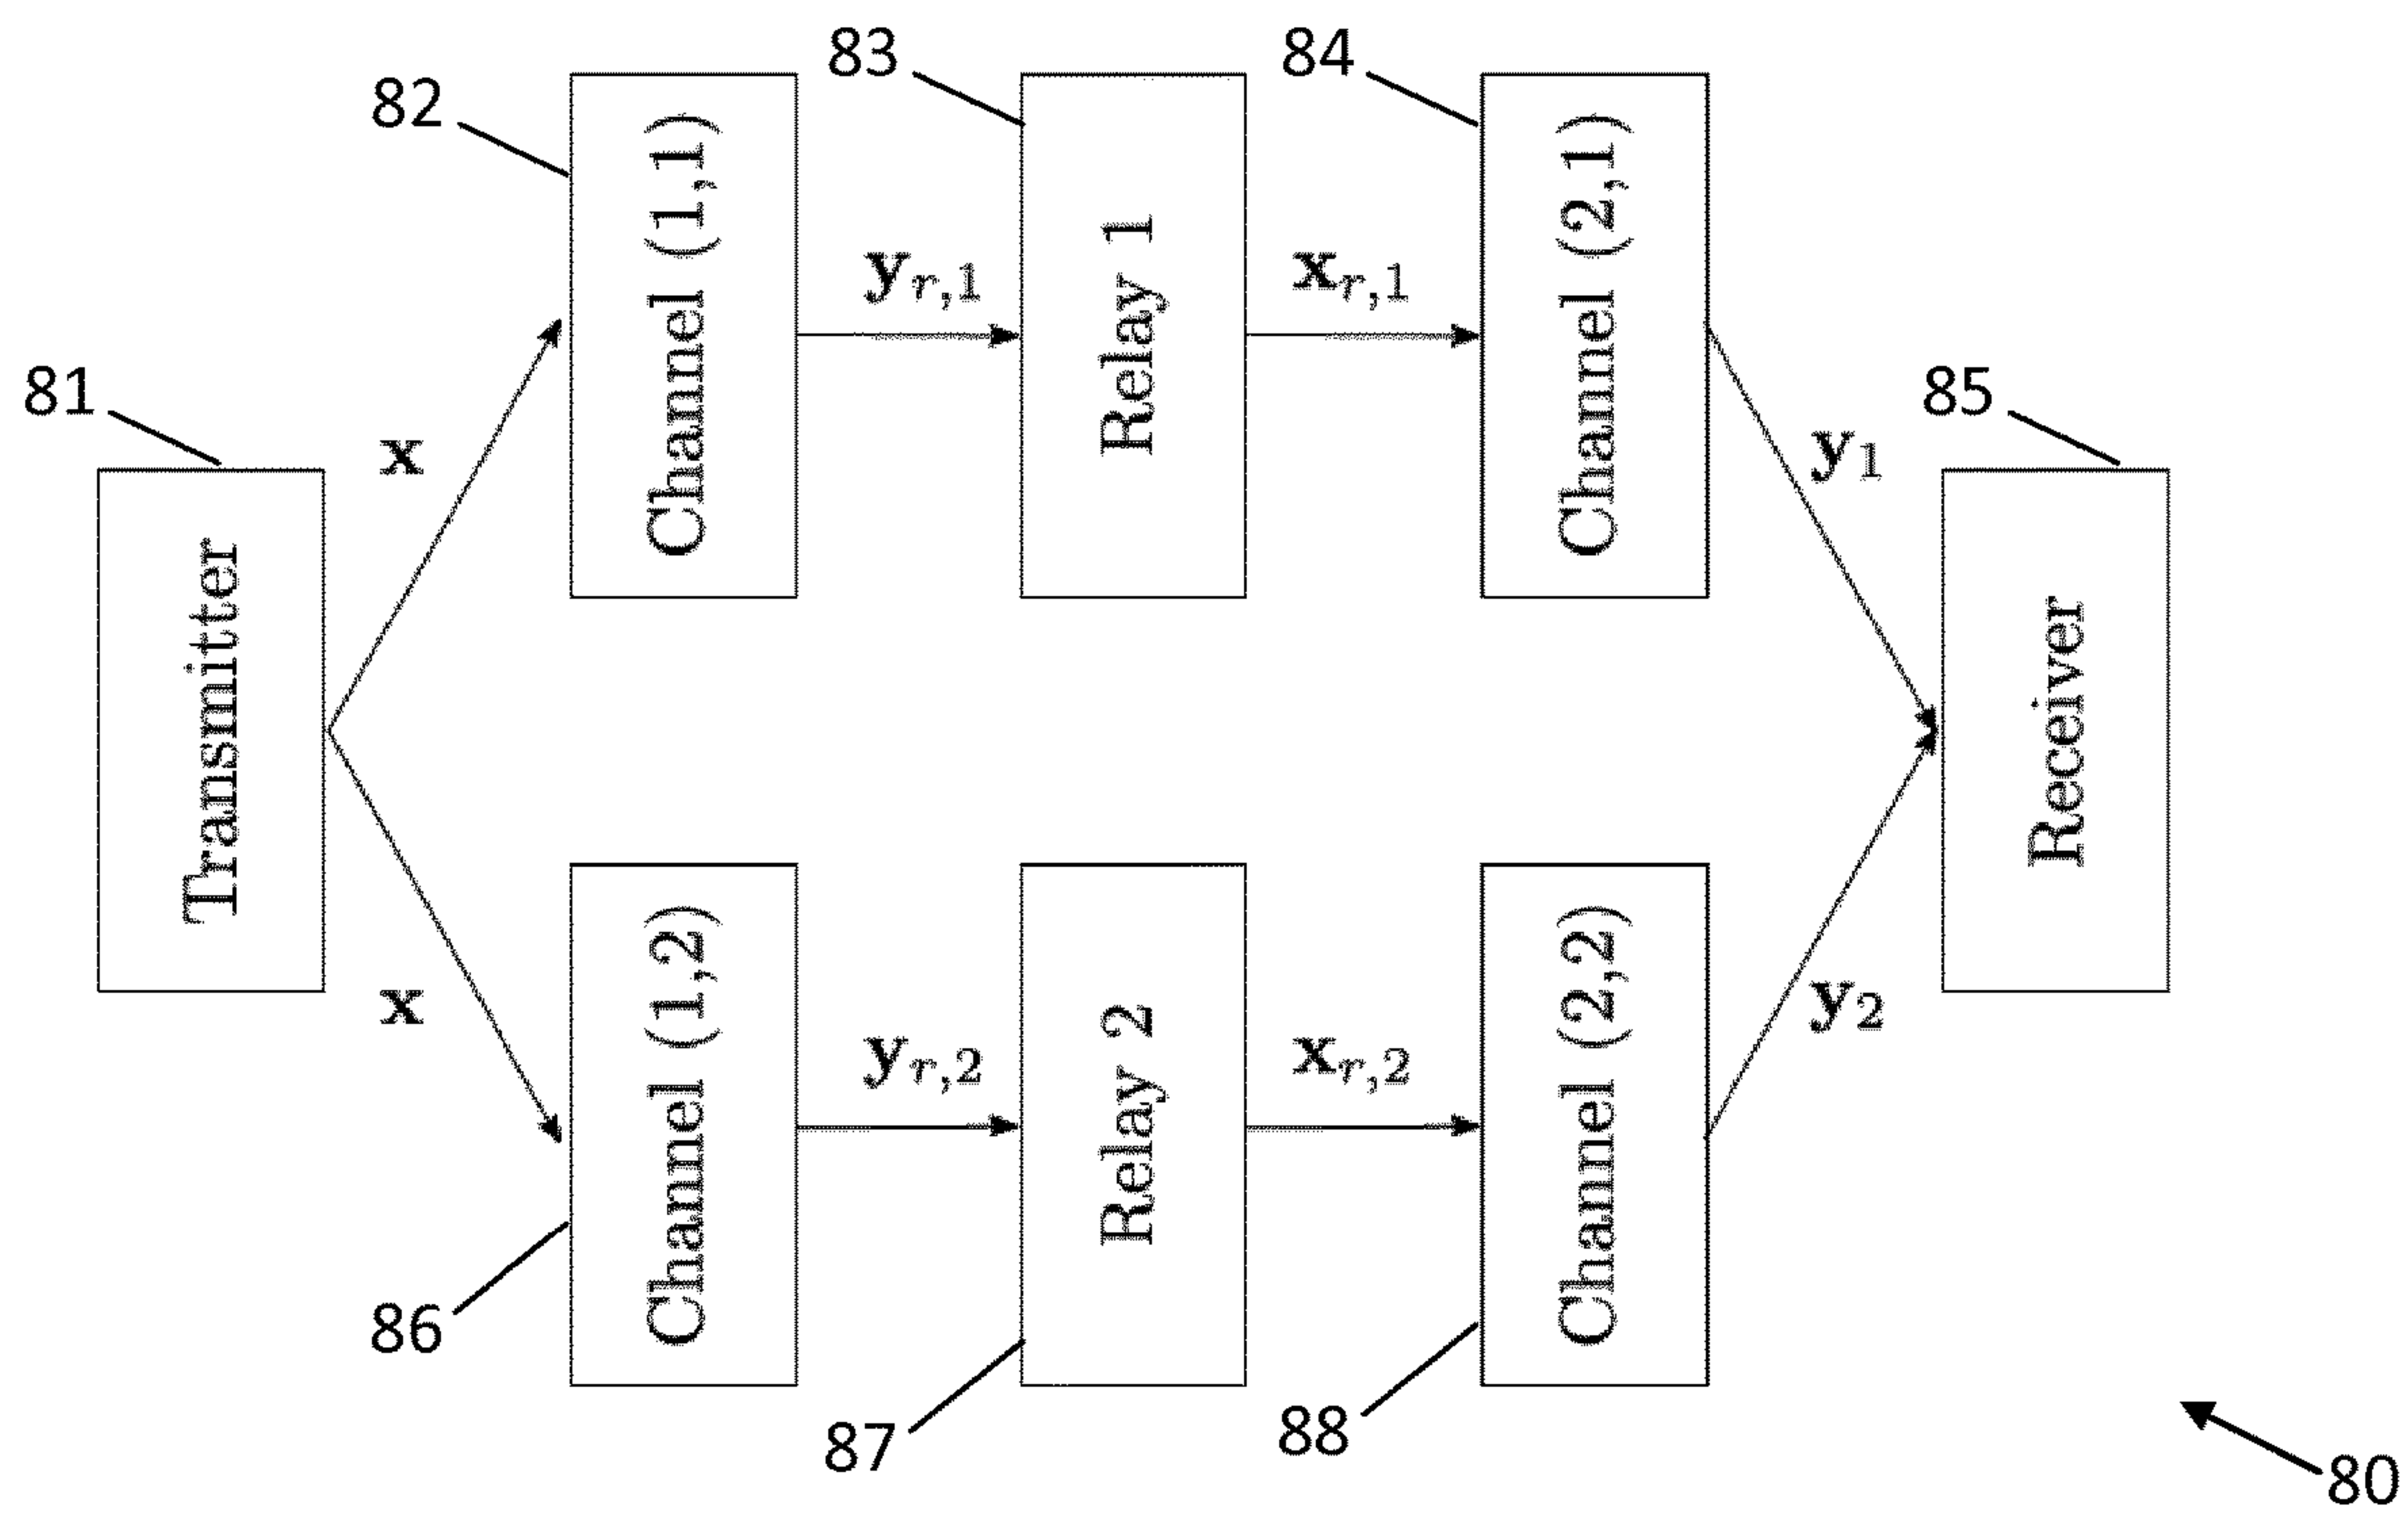 83
84
82
Channel (1,1)
Relay 1
Channel (2,1)
y_{r,1}
x_{r,1}
81
85
x
y_1
Transmitter
Receiver
x
y_2
Channel (1,2)
Relay 2
Channel (2,2)
y_{r,2}
x_{r,2}
86
87
88
80